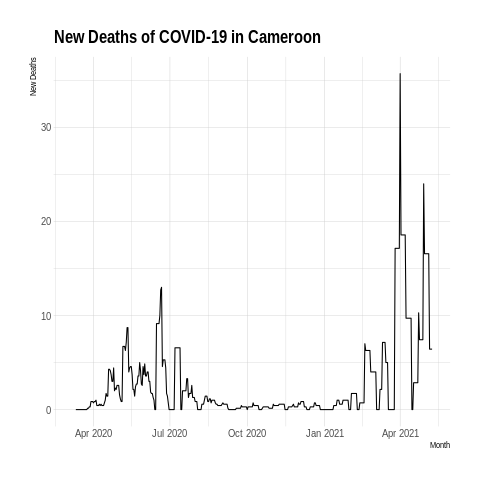 New Deaths of COVID-19 in Cameroon
New Deaths
30
20
10
0
Apr 2020 Jul 2020 Oct 2020 Jan 2021 Apr 2021
Month